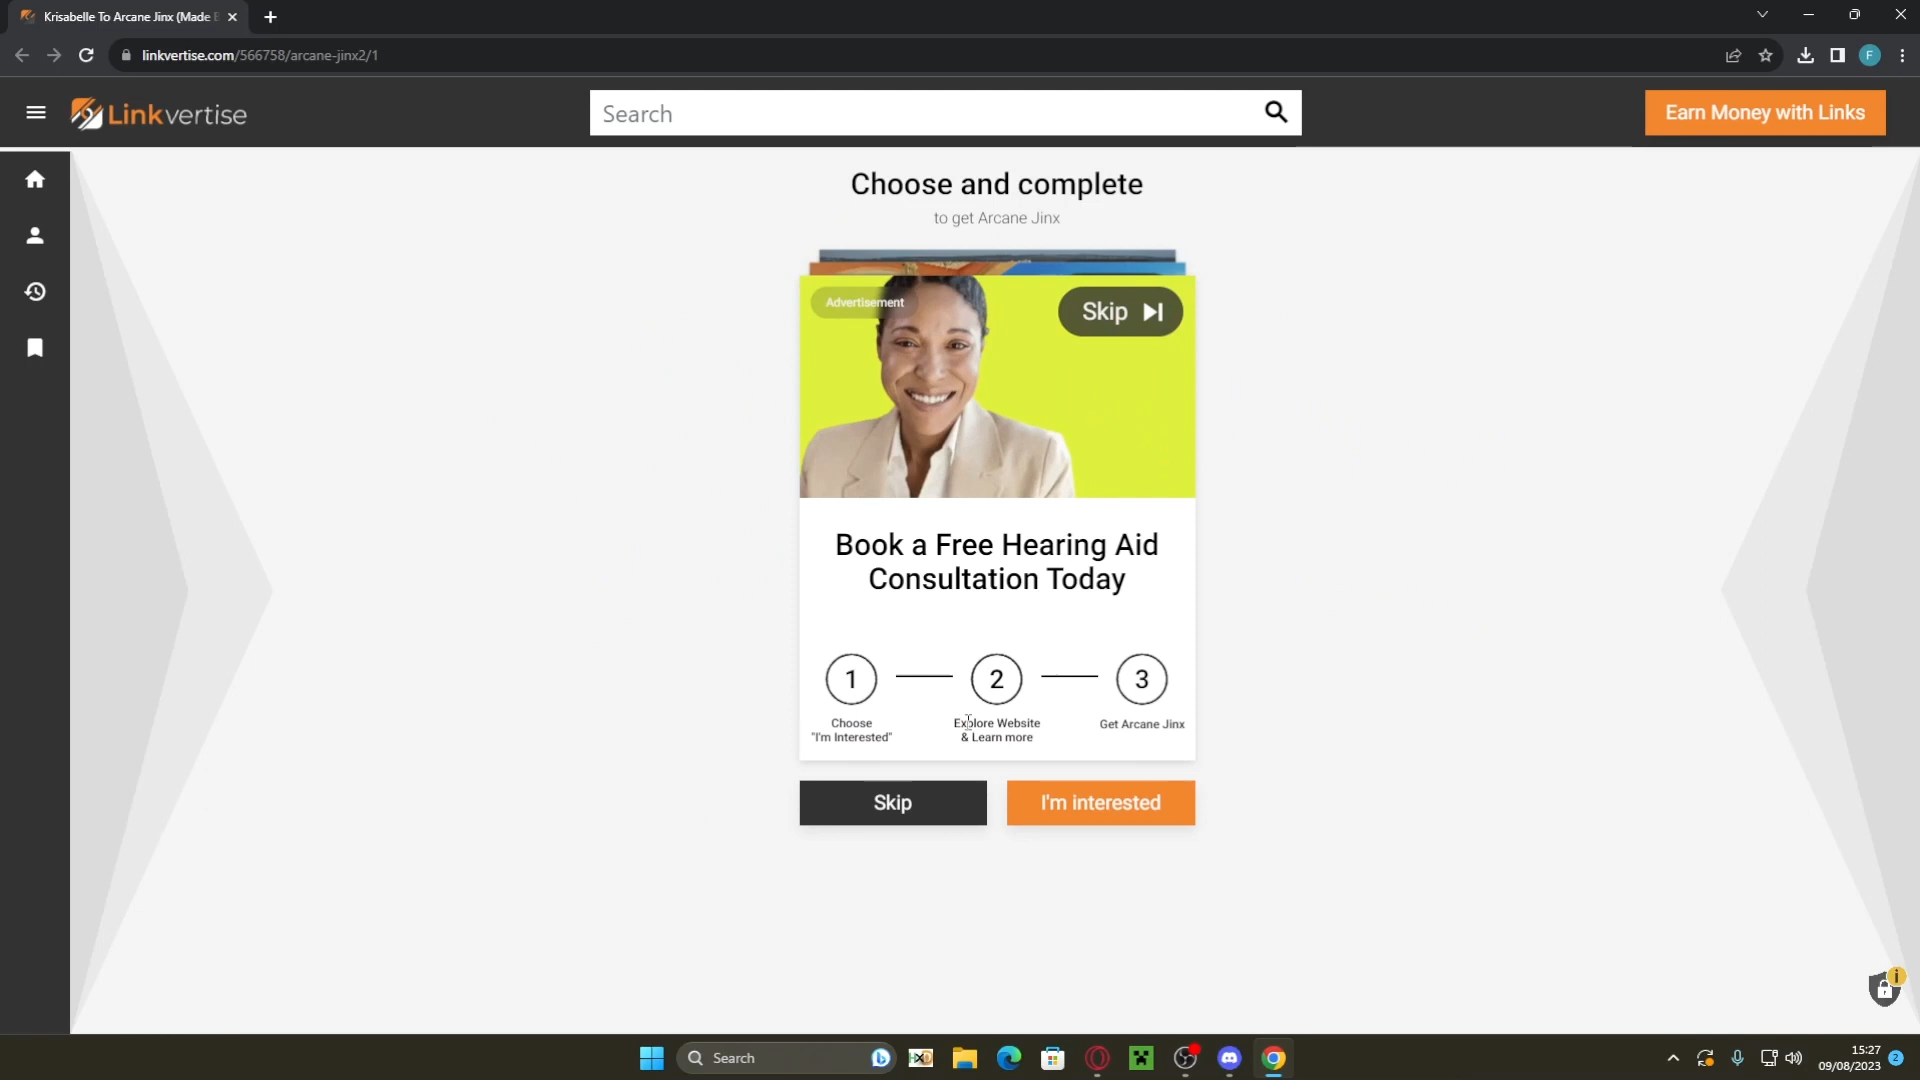 Krisabelle To Arcane Jinx (Made
linkvertise.com/566758/arcane-jinx2/1
F
Linkvertise
Search
Earn Money with Links
Choose and complete
to get Arcane Jinx
Advertisement
Skip
Book a Free Hearing Aid
Consultation Today
1
2
3
Choose
"I'm Interested"
Explore Website
& Learn more
Get Arcane Jinx
Skip
I'm interested
i
Search
HXD
15:27
09/08/2023
2